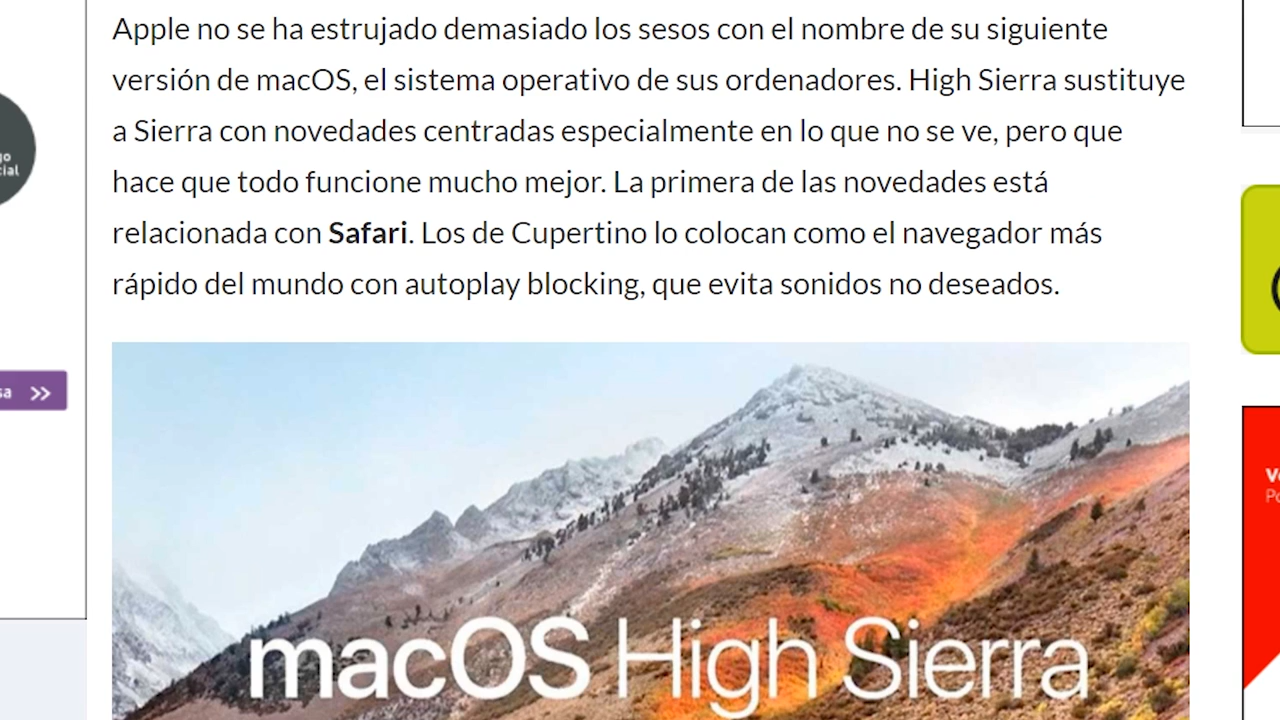 Apple no se ha estrujado demasiado los sesos con el nombre de su siguiente
versión de macOS, el sistema operativo de sus ordenadores. High Sierra sustituye
a Sierra con novedades centradas especialmente en lo que no se ve, pero que
hace que todo funcione mucho mejor. La primera de las novedades está
relacionada con Safari. Los de Cupertino lo colocan como el navegador más
rápido del mundo con autoplay blocking, que evita sonidos no deseados.
macOS High Sierra